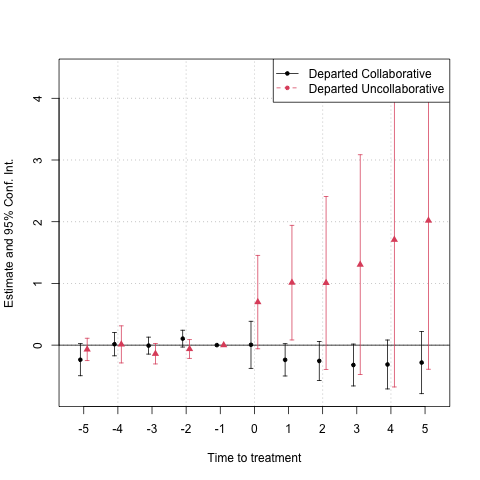 Departed Collaborative
Departed Uncollaborative
Estimate and 95% Conf. Int.
4
3
2
1
0
-5 -4 -3 -2 -1 0 1 2 3 4 5
Time to treatment